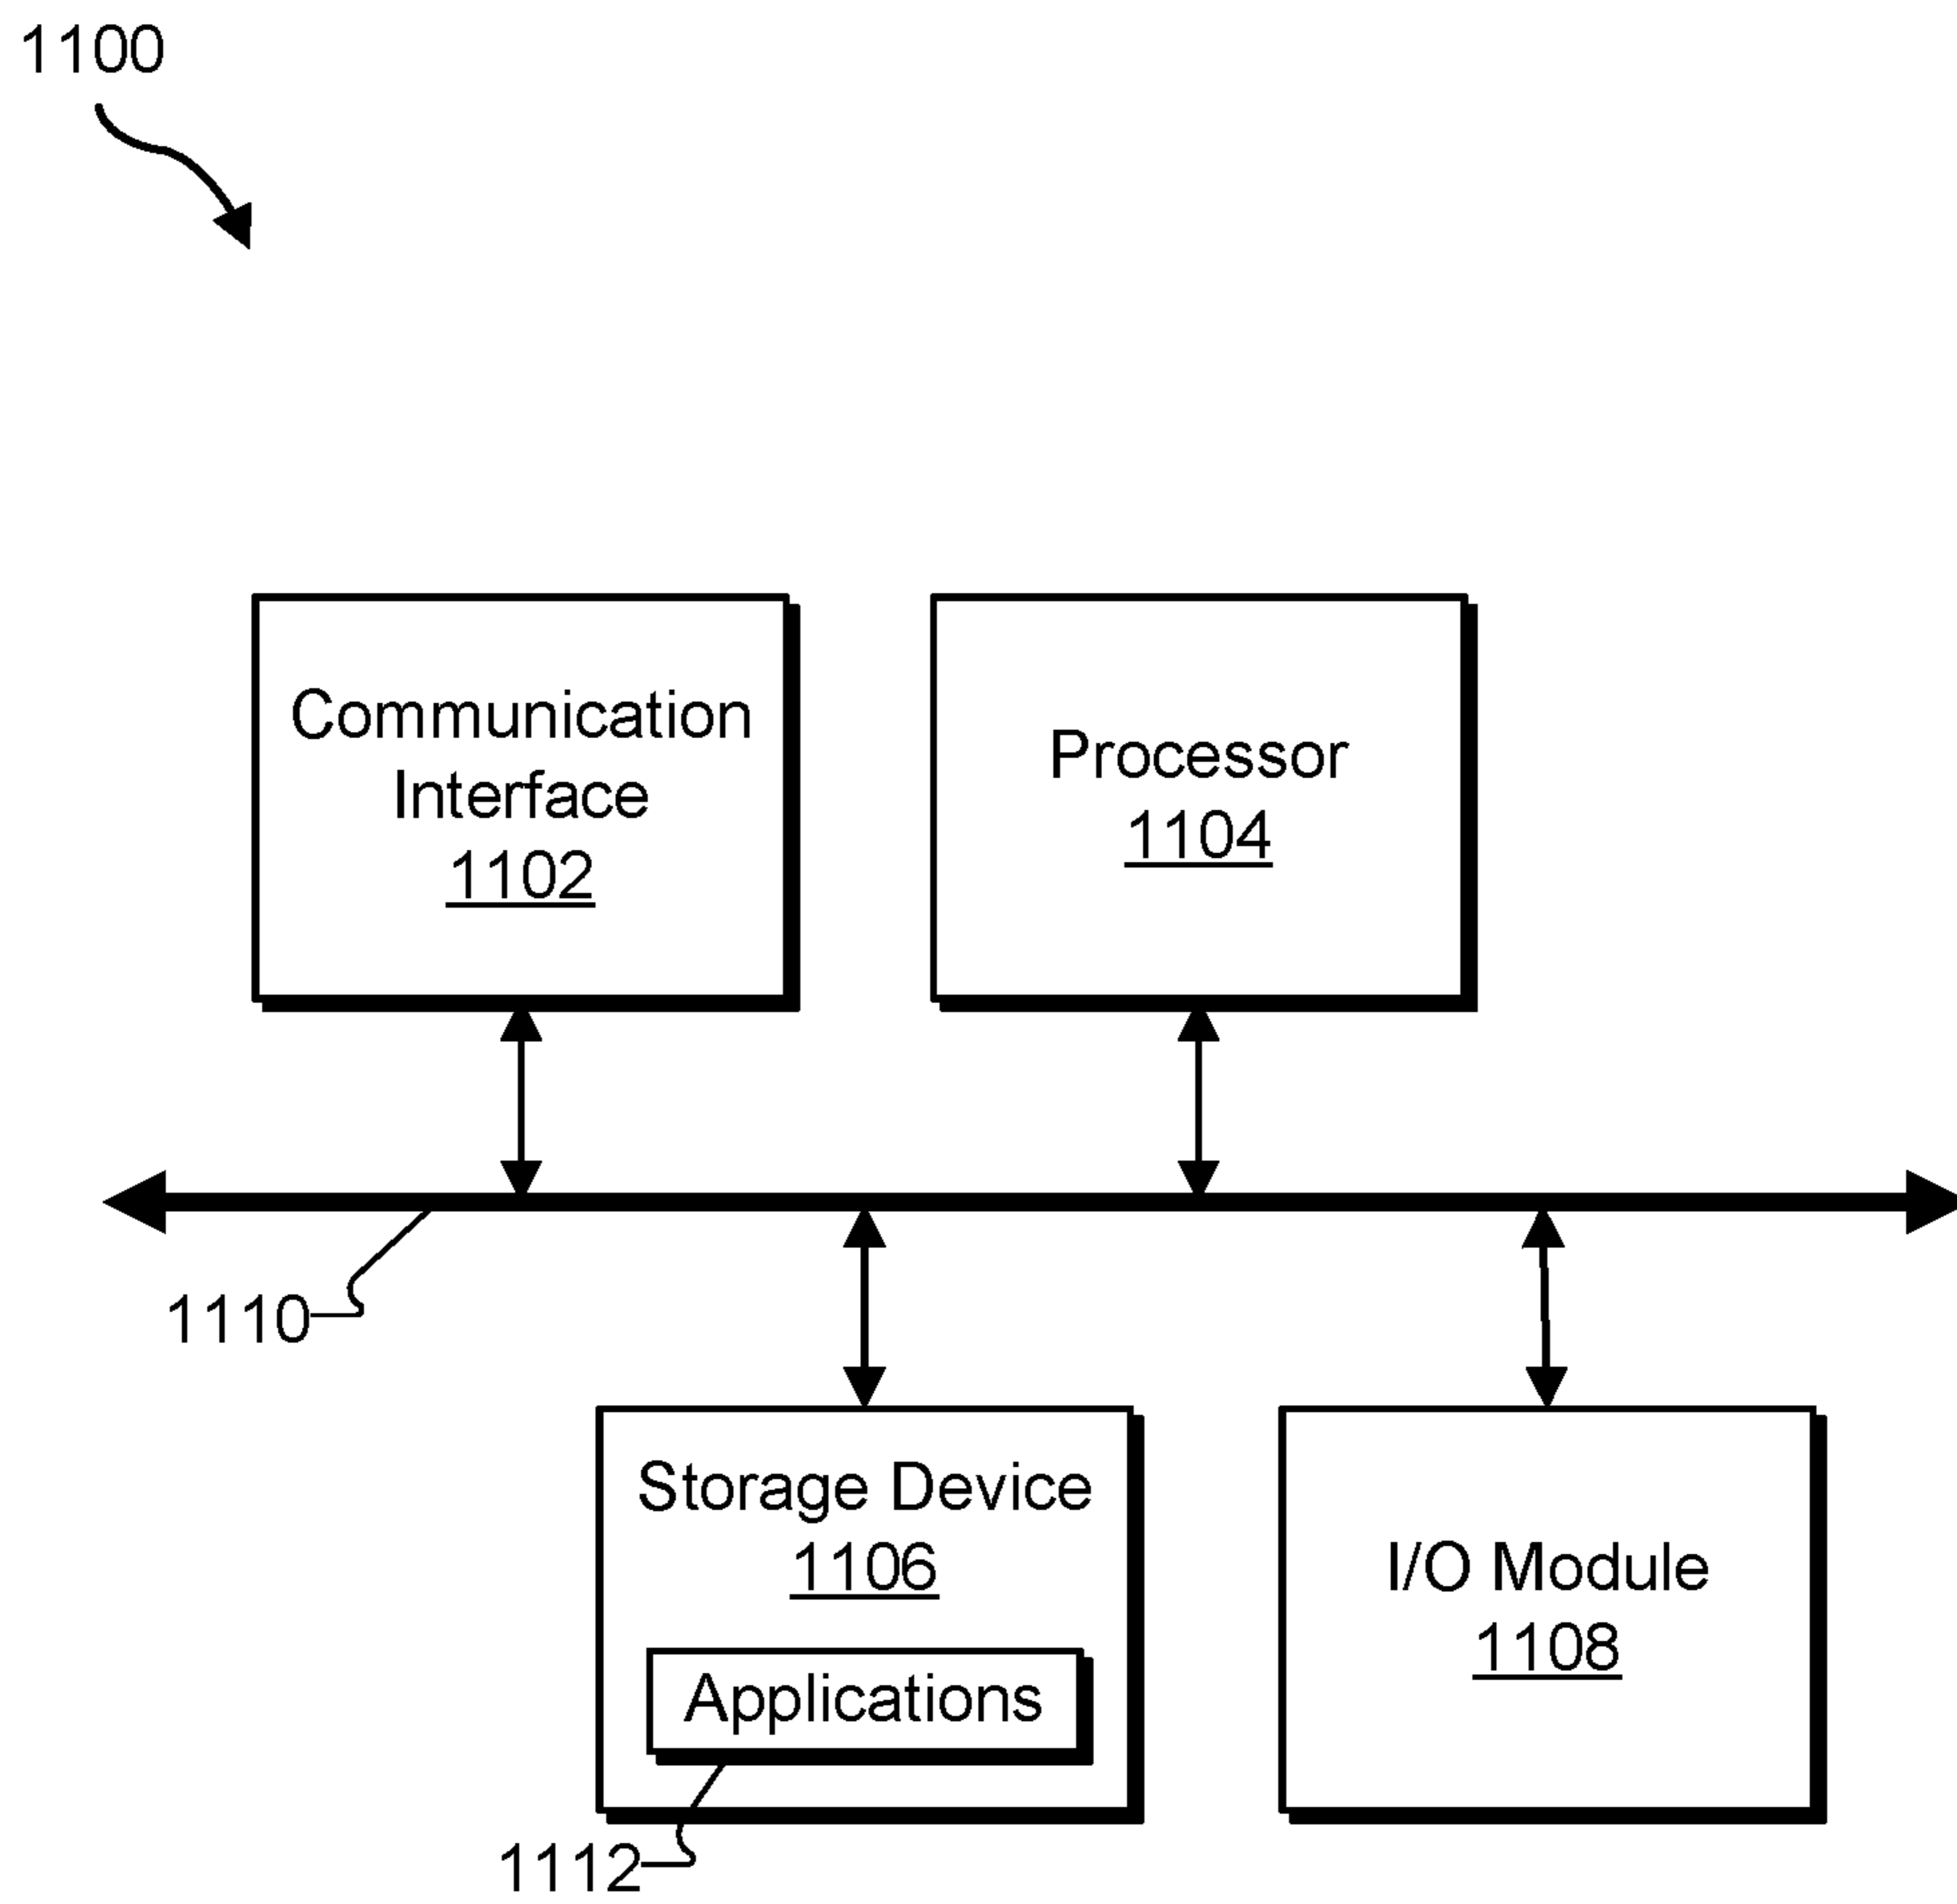 1100
Communication
Interface
1102
Processor
1104
1110
Storage Device
1106
Applications
1112
I/O Module
1108